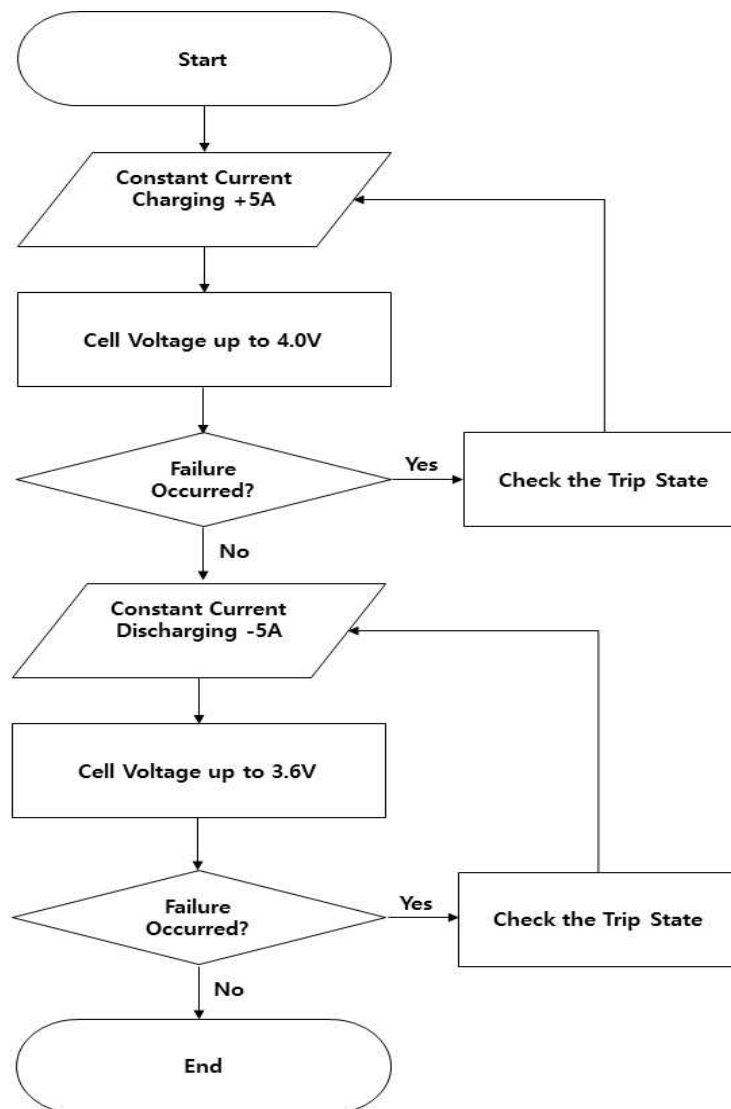 Start
Constant Current
Charging +5A
Cell Voltage up to 4.0V
Failure
Occurred?
Yes
Check the Trip State
No
Constant Current
Discharging -5A
Cell Voltage up to 3.6V
Failure
Occurred?
Yes
Check the Trip State
No
End